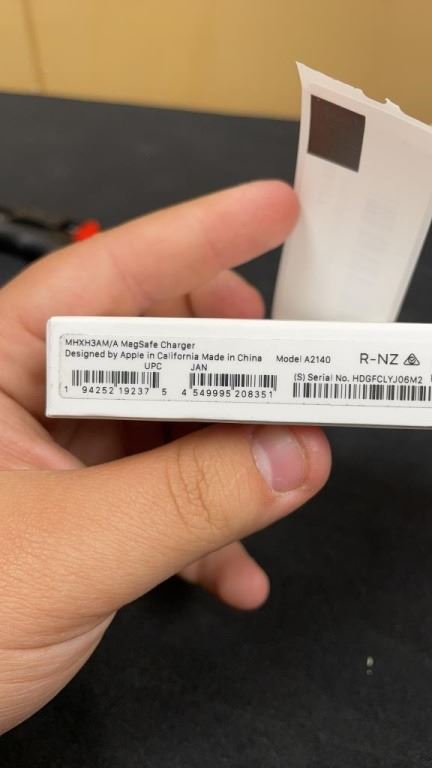 MHXH3AM/A MagSafe Charger
Designed by Apple in California Made in China Model A2140 R-NZ
UPC JAN
(S) Serial No. HDGFCLYJ06M2
1 94252 19237 5 4 549995 208351